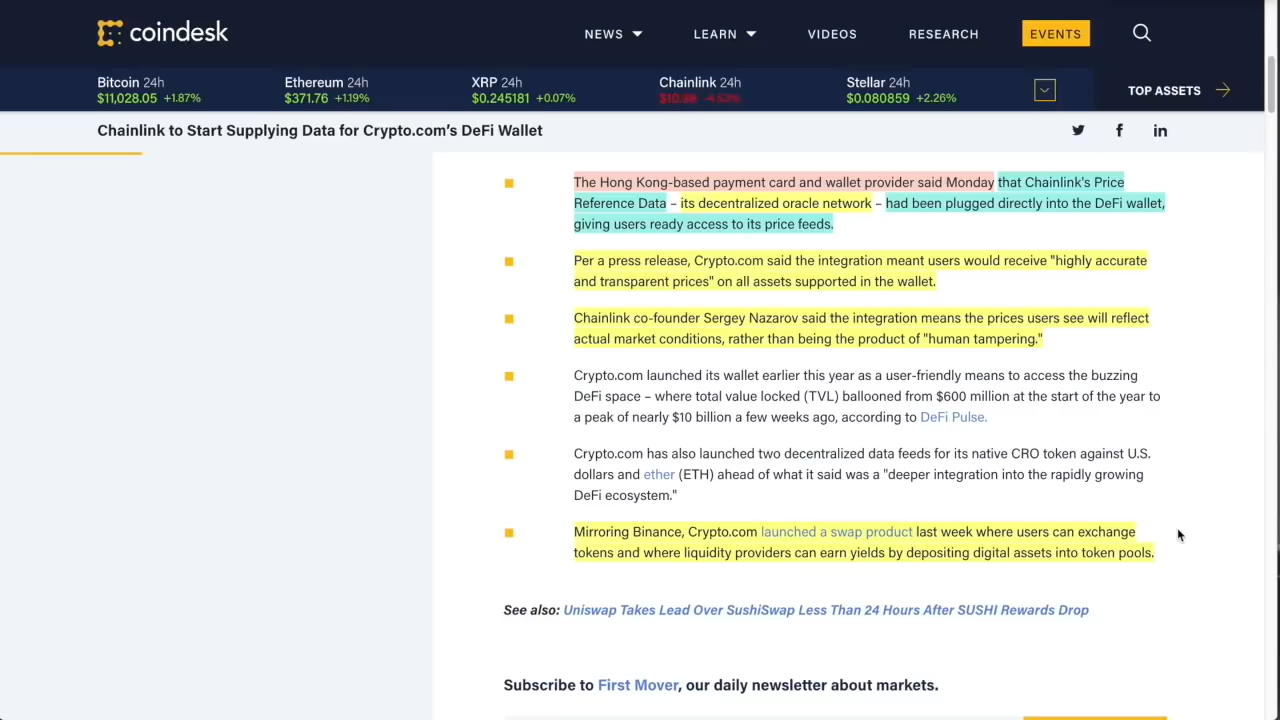 coindesk
NEWS LEARN VIDEOS RESEARCH EVENTS
Bitcoin 24h Ethereum 24h XRP 24h Chainlink 24h Stellar 24h
$11,028.05 +1.87% $371.76 +1.19% $0.245181 +0.07% $0.080859 +2.26%
TOP ASSETS
Chainlink to Start Supplying Data for Crypto.com’s DeFi Wallet
The Hong Kong-based payment card and wallet provider said Monday that Chainlink's Price
Reference Data – its decentralized oracle network – had been plugged directly into the DeFi wallet,
giving users ready access to its price feeds.
Per a press release, Crypto.com said the integration meant users would receive "highly accurate
and transparent prices" on all assets supported in the wallet.
Chainlink co-founder Sergey Nazarov said the integration means the prices users see will reflect
actual market conditions, rather than being the product of "human tampering."
Crypto.com launched its wallet earlier this year as a user-friendly means to access the buzzing
DeFi space – where total value locked (TVL) ballooned from $600 million at the start of the year to
a peak of nearly $10 billion a few weeks ago, according to DeFi Pulse.
Crypto.com has also launched two decentralized data feeds for its native CRO token against U.S.
dollars and ether (ETH) ahead of what it said was a "deeper integration into the rapidly growing
DeFi ecosystem."
Mirroring Binance, Crypto.com launched a swap product last week where users can exchange
tokens and where liquidity providers can earn yields by depositing digital assets into token pools.
See also: Uniswap Takes Lead Over SushiSwap Less Than 24 Hours After SUSHI Rewards Drop
Subscribe to First Mover, our daily newsletter about markets.